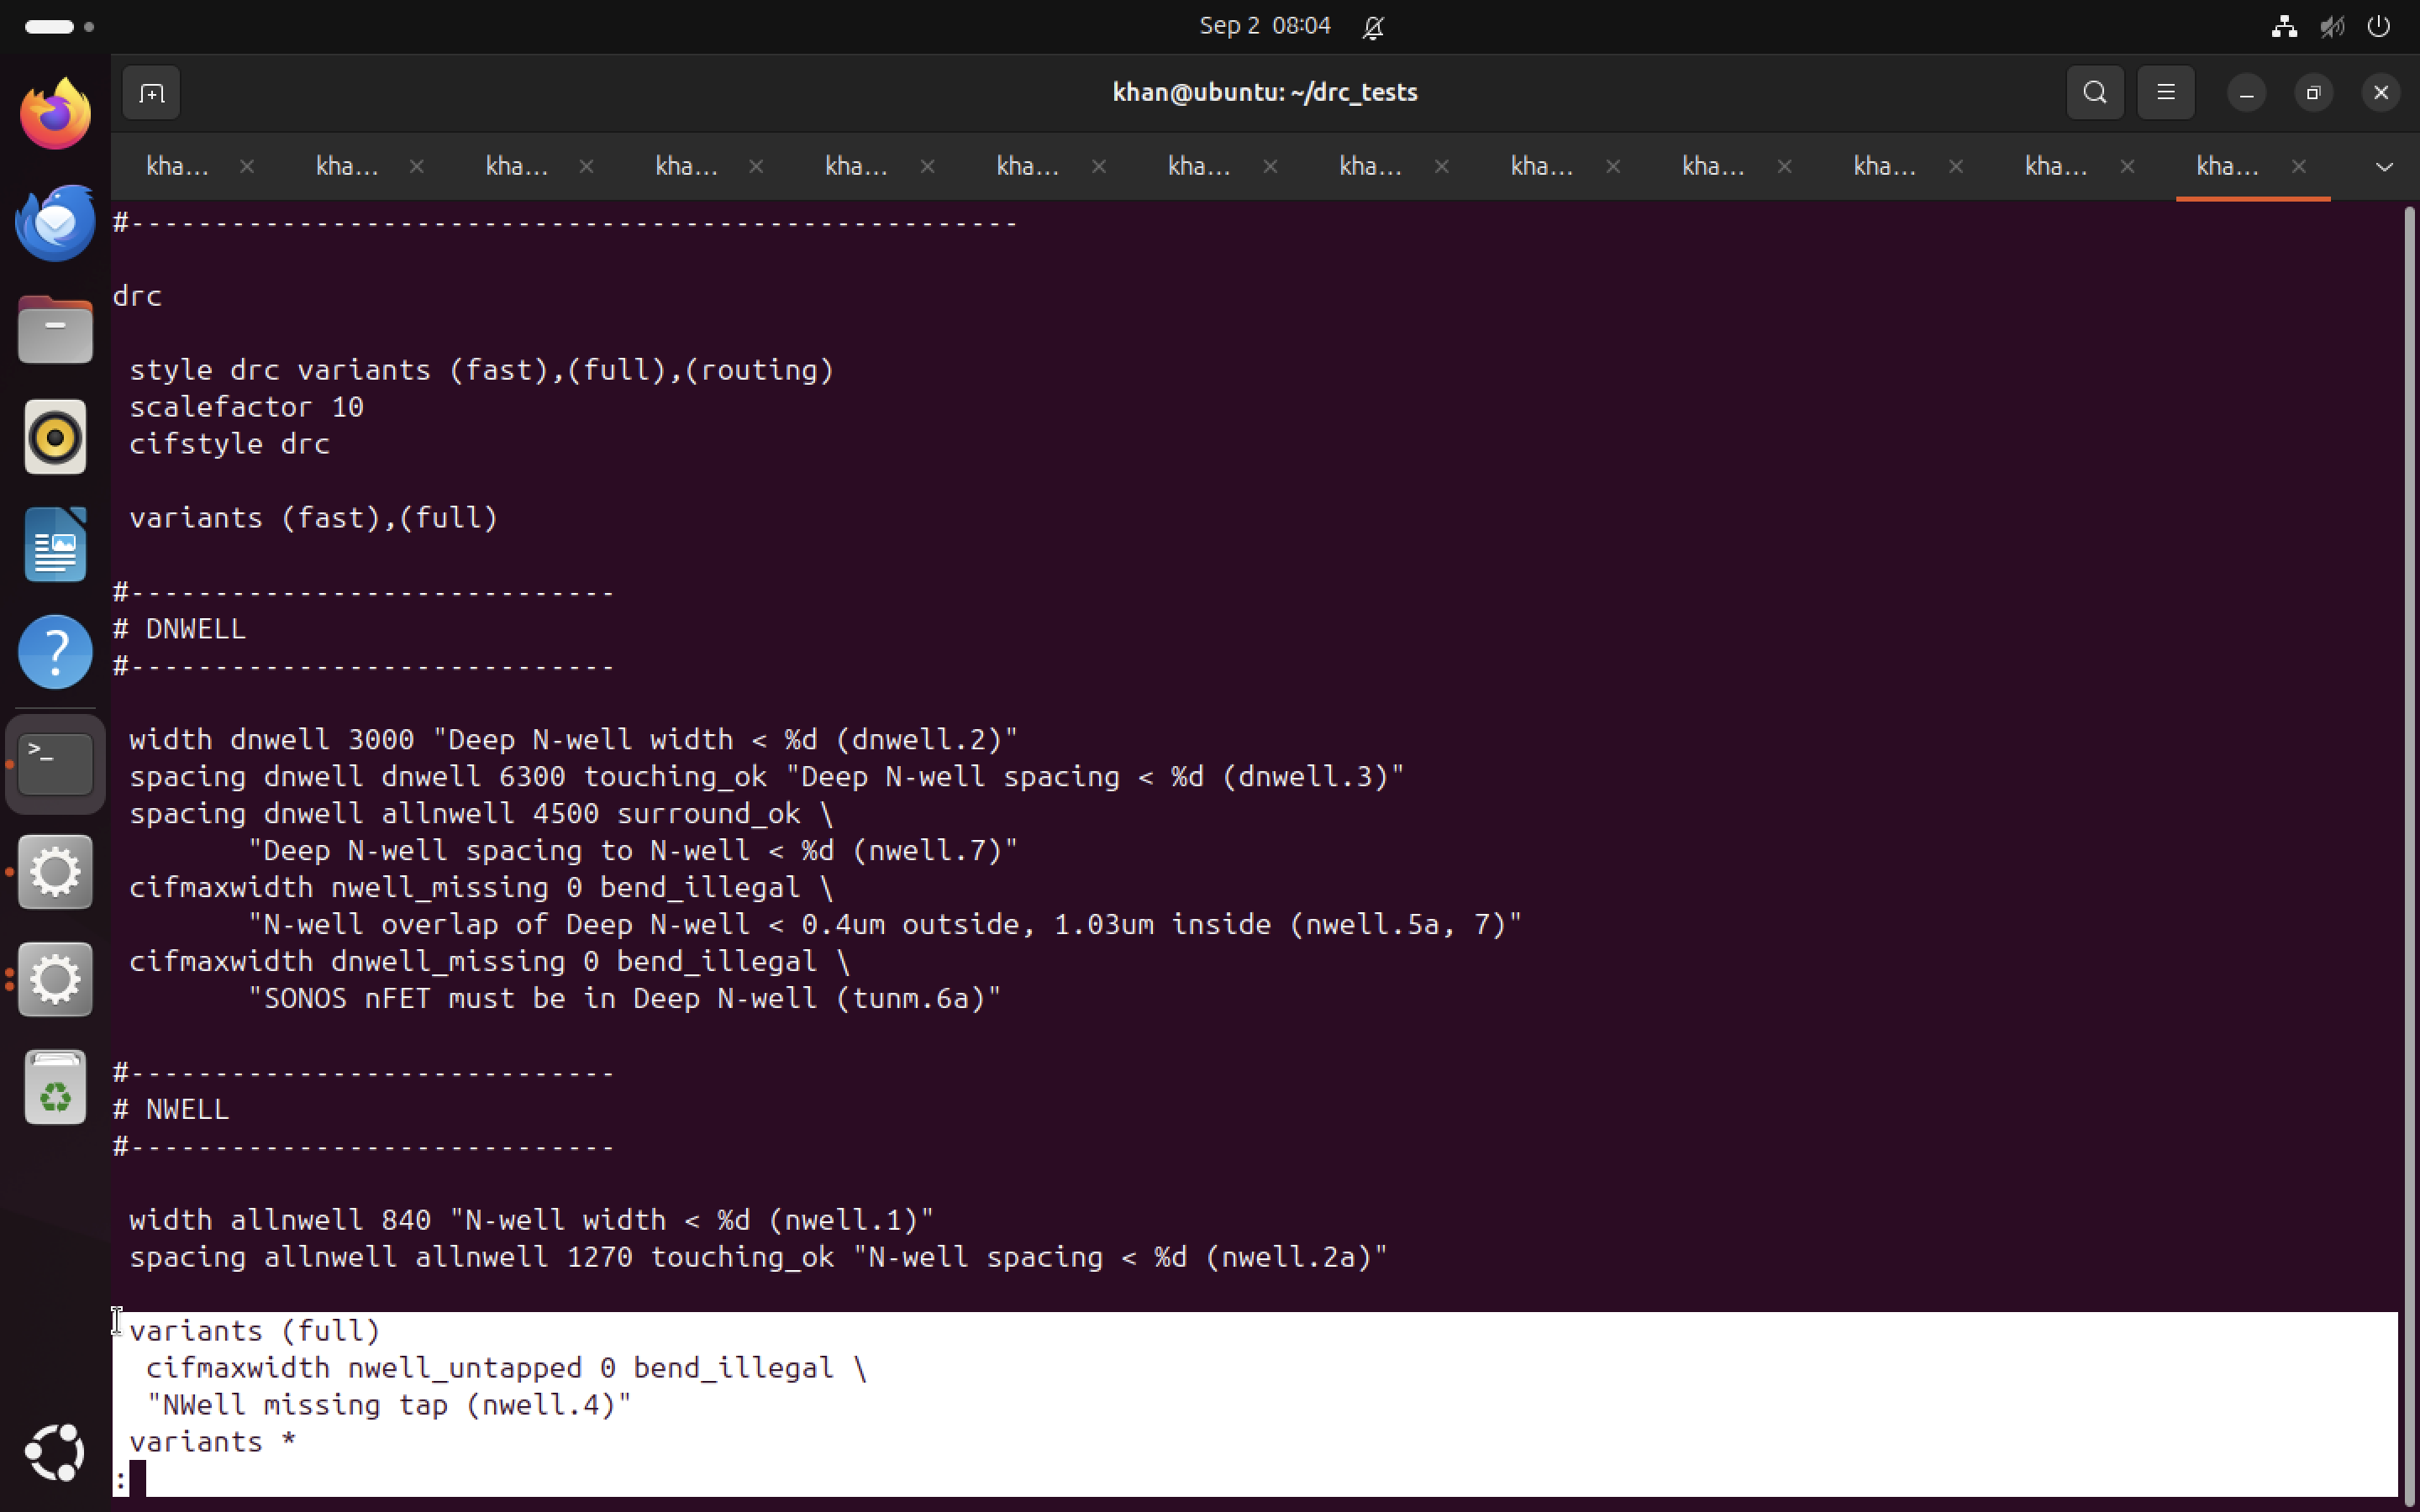 Sep 2 08:04
khan@ubuntu: ~/drc_tests
kha... kha... kha... kha... kha... kha... kha... kha... kha... kha... kha... kha... kha...
#-----------------------------------------------------
drc
style drc variants (fast),(full),(routing)
scalefactor 10
cifstyle drc
variants (fast),(full)
#-----------------------------
# DNWELL
#-----------------------------
width dnwell 3000 "Deep N-well width < %d (dnwell.2)"
spacing dnwell dnwell 6300 touching_ok "Deep N-well spacing < %d (dnwell.3)"
spacing dnwell allnwell 4500 surround_ok \
"Deep N-well spacing to N-well < %d (nwell.7)"
cifmaxwidth nwell_missing 0 bend_illegal \
"N-well overlap of Deep N-well < 0.4um outside, 1.03um inside (nwell.5a, 7)"
cifmaxwidth dnwell_missing 0 bend_illegal \
"SONOS nFET must be in Deep N-well (tunm.6a)"
#-----------------------------
# NWELL
#-----------------------------
width allnwell 840 "N-well width < %d (nwell.1)"
spacing allnwell allnwell 1270 touching_ok "N-well spacing < %d (nwell.2a)"
variants (full)
cifmaxwidth nwell_untapped 0 bend_illegal \
"NWell missing tap (nwell.4)"
variants *
: